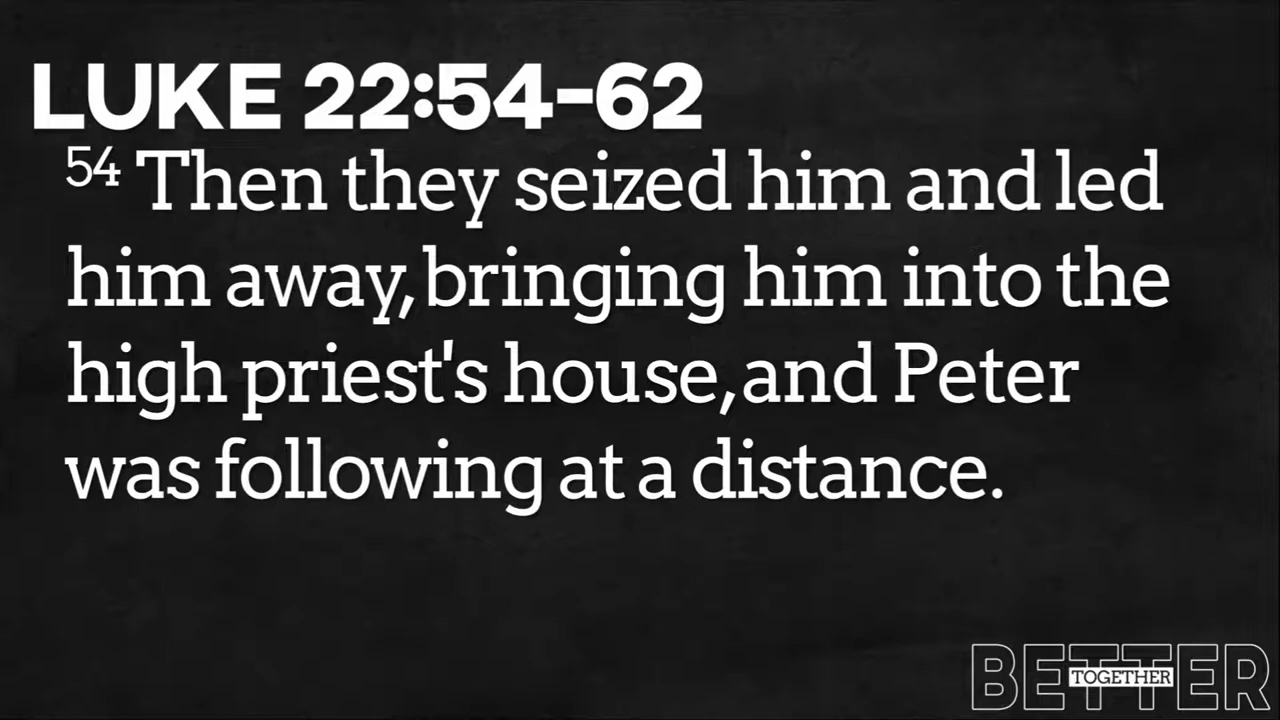 LUKE 22:54-62
54 Then they seized him and led
him away,bringing him into the
high priest's house,and Peter
was following at a distance.
BETTER
TOGETHER